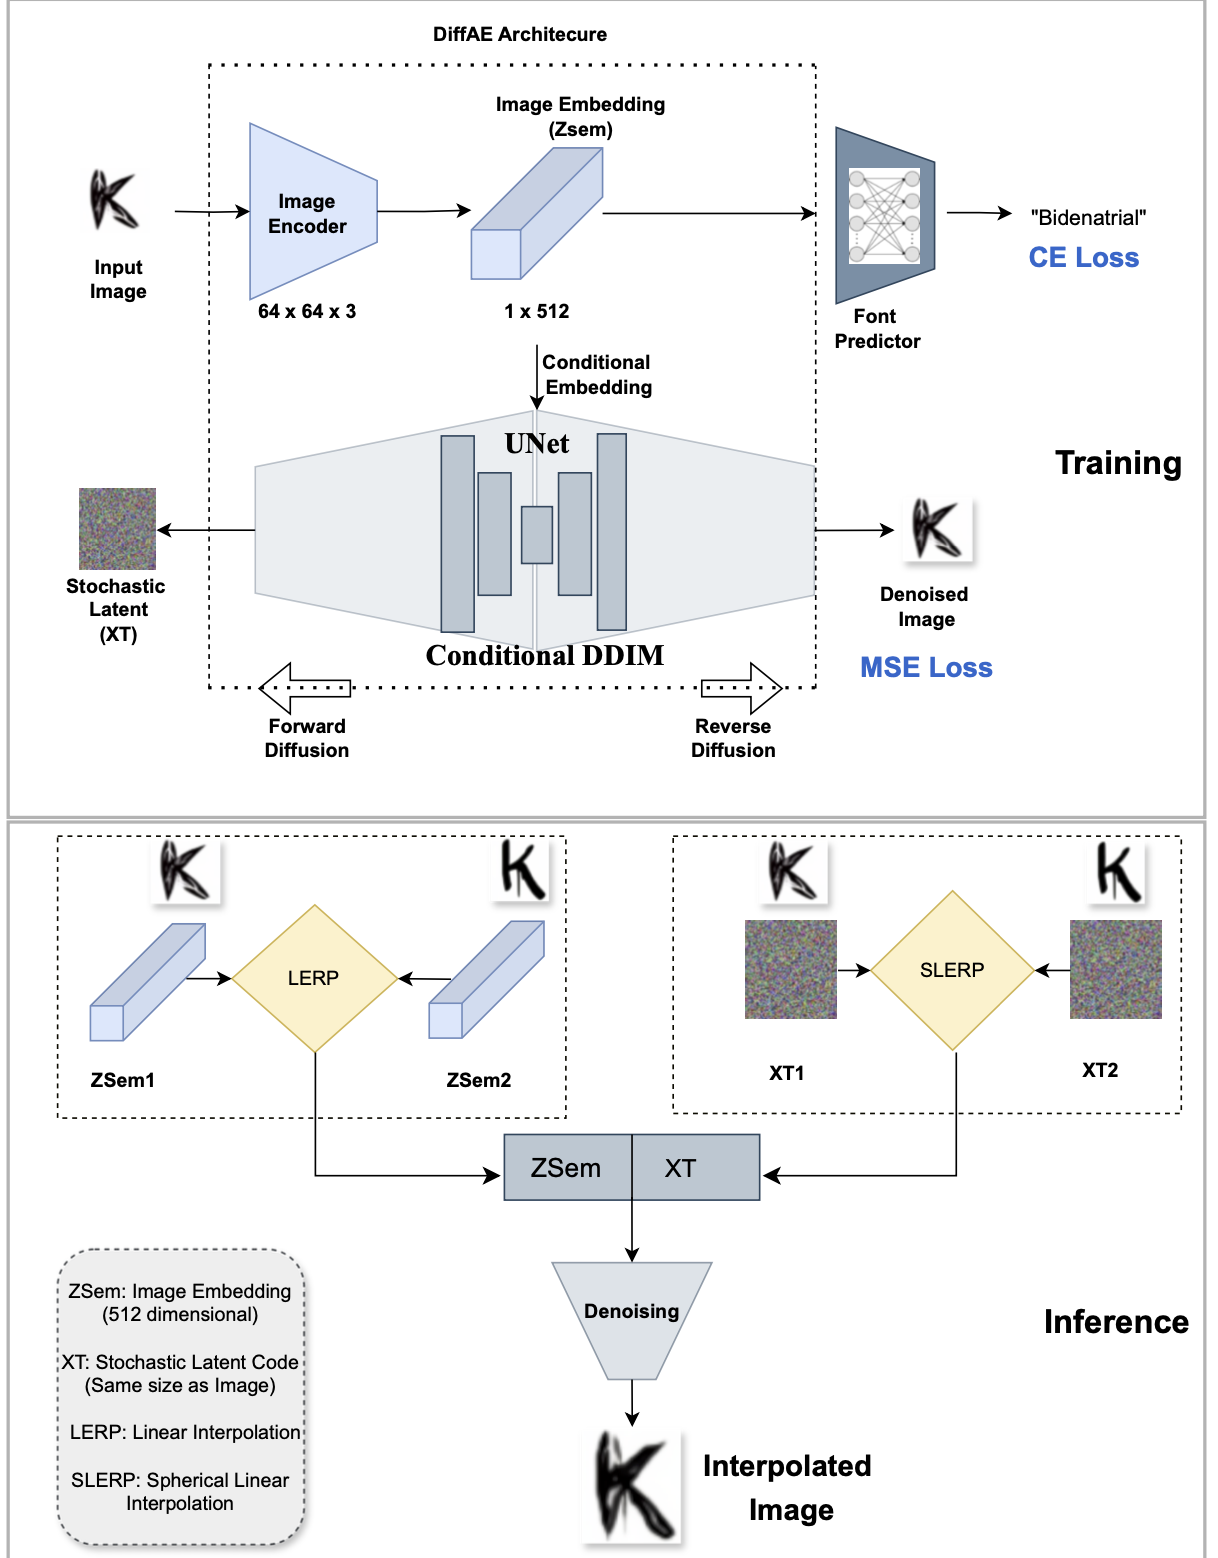 DiffAE Architecure
Image Embedding
(Zsem)
Image
Encoder
Input
Image
64 x 64 x 3
1 x 512
"Bidenatrial"
CE Loss
Font
Predictor
Conditional
Embedding
UNet
Training
Stochastic
Latent
(XT)
Denoised
Image
Conditional DDIM
MSE Loss
Forward
Diffusion
Reverse
Diffusion
LERP
SLERP
ZSem1
ZSem2
XT1
XT2
ZSem
XT
Denoising
Inference
ZSem: Image Embedding
(512 dimensional)
XT: Stochastic Latent Code
(Same size as Image)
LERP: Linear Interpolation
SLERP: Spherical Linear
Interpolation
Interpolated
Image